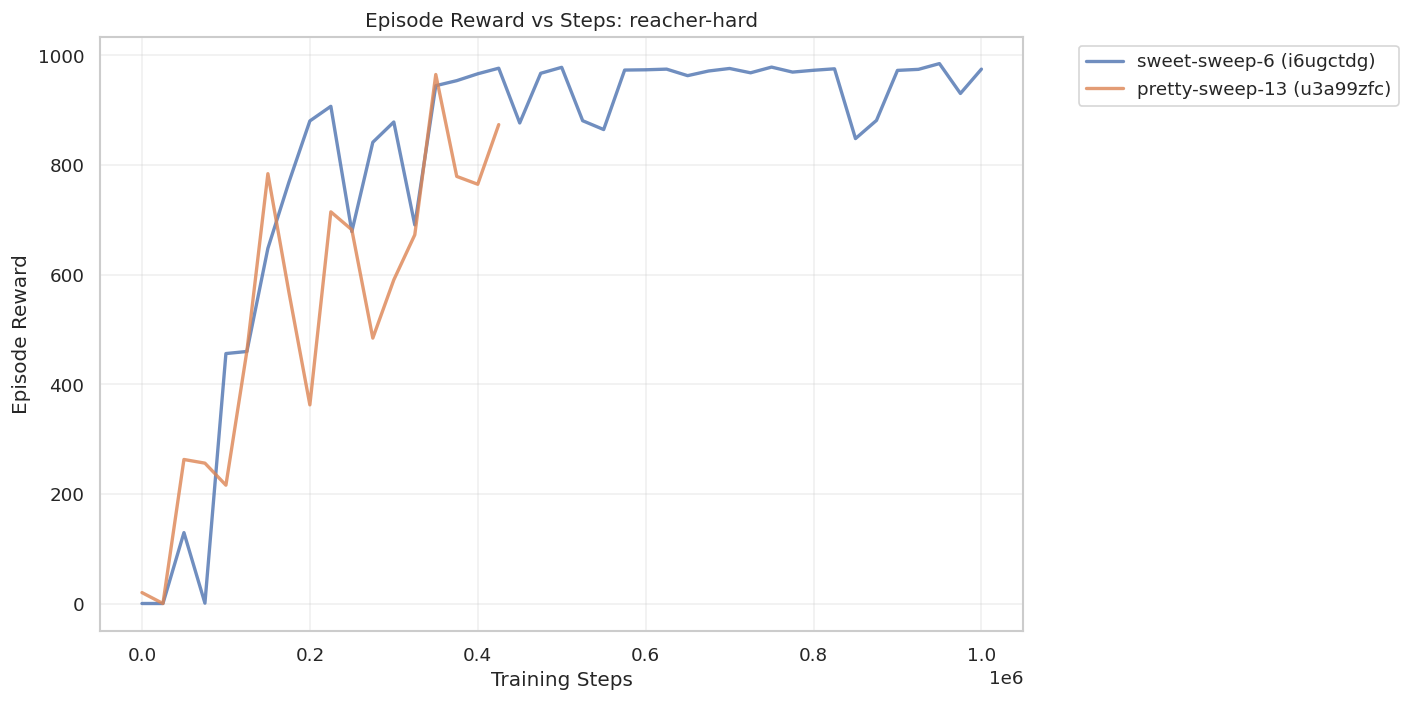 Episode Reward vs Steps: reacher-hard
sweet-sweep-6 (i6ugctdg)
pretty-sweep-13 (u3a99zfc)
Episode Reward
1000
800
600
400
200
0
0.0 0.2 0.4 0.6 0.8 1.0
1e6
Training Steps